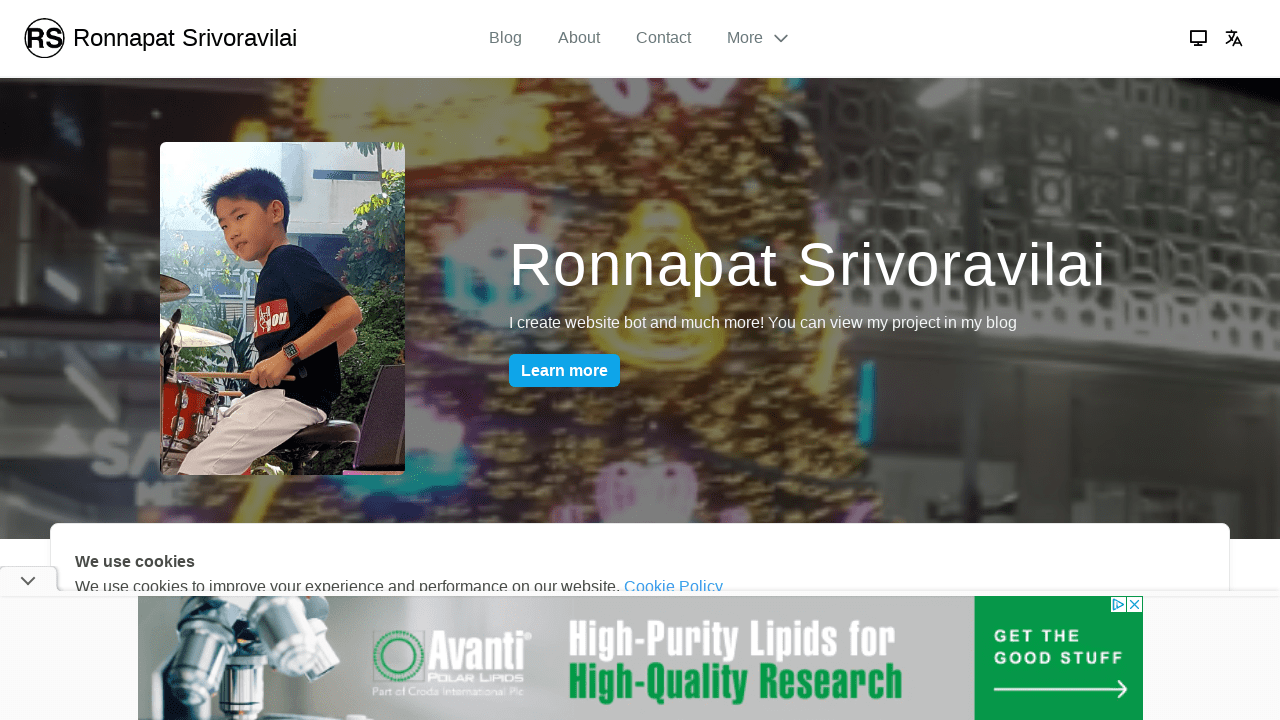 RS Ronnapat Srivoravilai
Blog
About
Contact
More
Ronnapat Srivoravilai
I create website bot and much more! You can view my project in my blog
Learn more
We use cookies
We use cookies to improve your experience and performance on our website. Cookie Policy
Avanti
POLAR LIPIDS
Part of Croda International Plc
High-Purity Lipids for
High-Quality Research
GET THE
GOOD STUFF